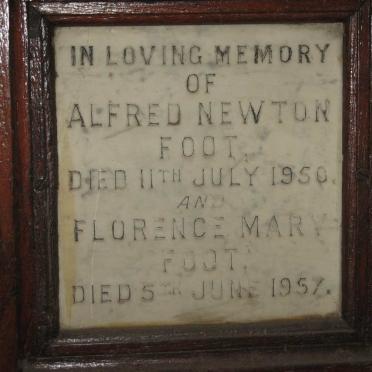 IN LOVING MEMORY
OF
ALFRED NEWTON
FOOT,
DIED 11TH JULY 1950.
AND
FLORENCE MARY
FOOT,
DIED 5TH JUNE 1957.